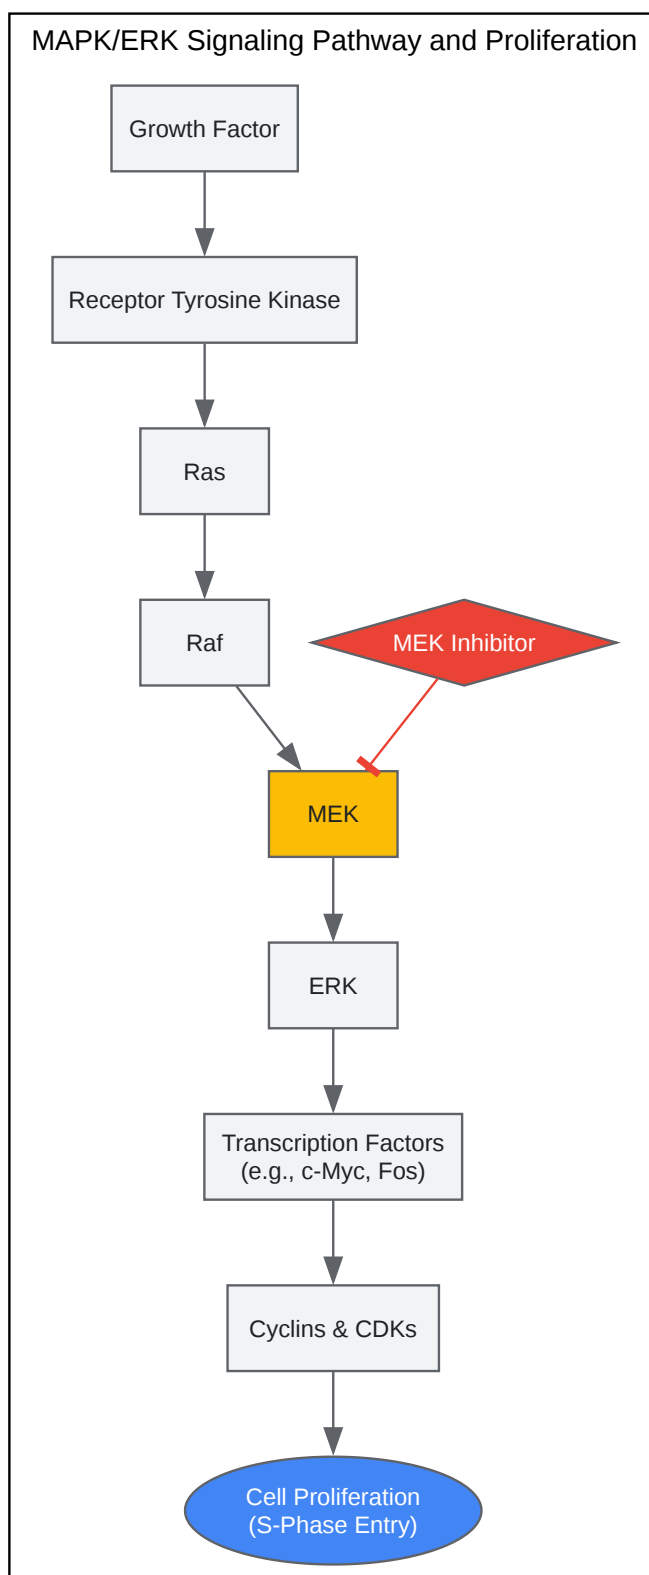 MAPK/ERK Signaling Pathway and Proliferation
Growth Factor
Receptor Tyrosine Kinase
Ras
Raf
MEK Inhibitor
MEK
ERK
Transcription Factors
(e.g., c-Myc, Fos)
Cyclins & CDKs
Cell Proliferation
(S-Phase Entry)